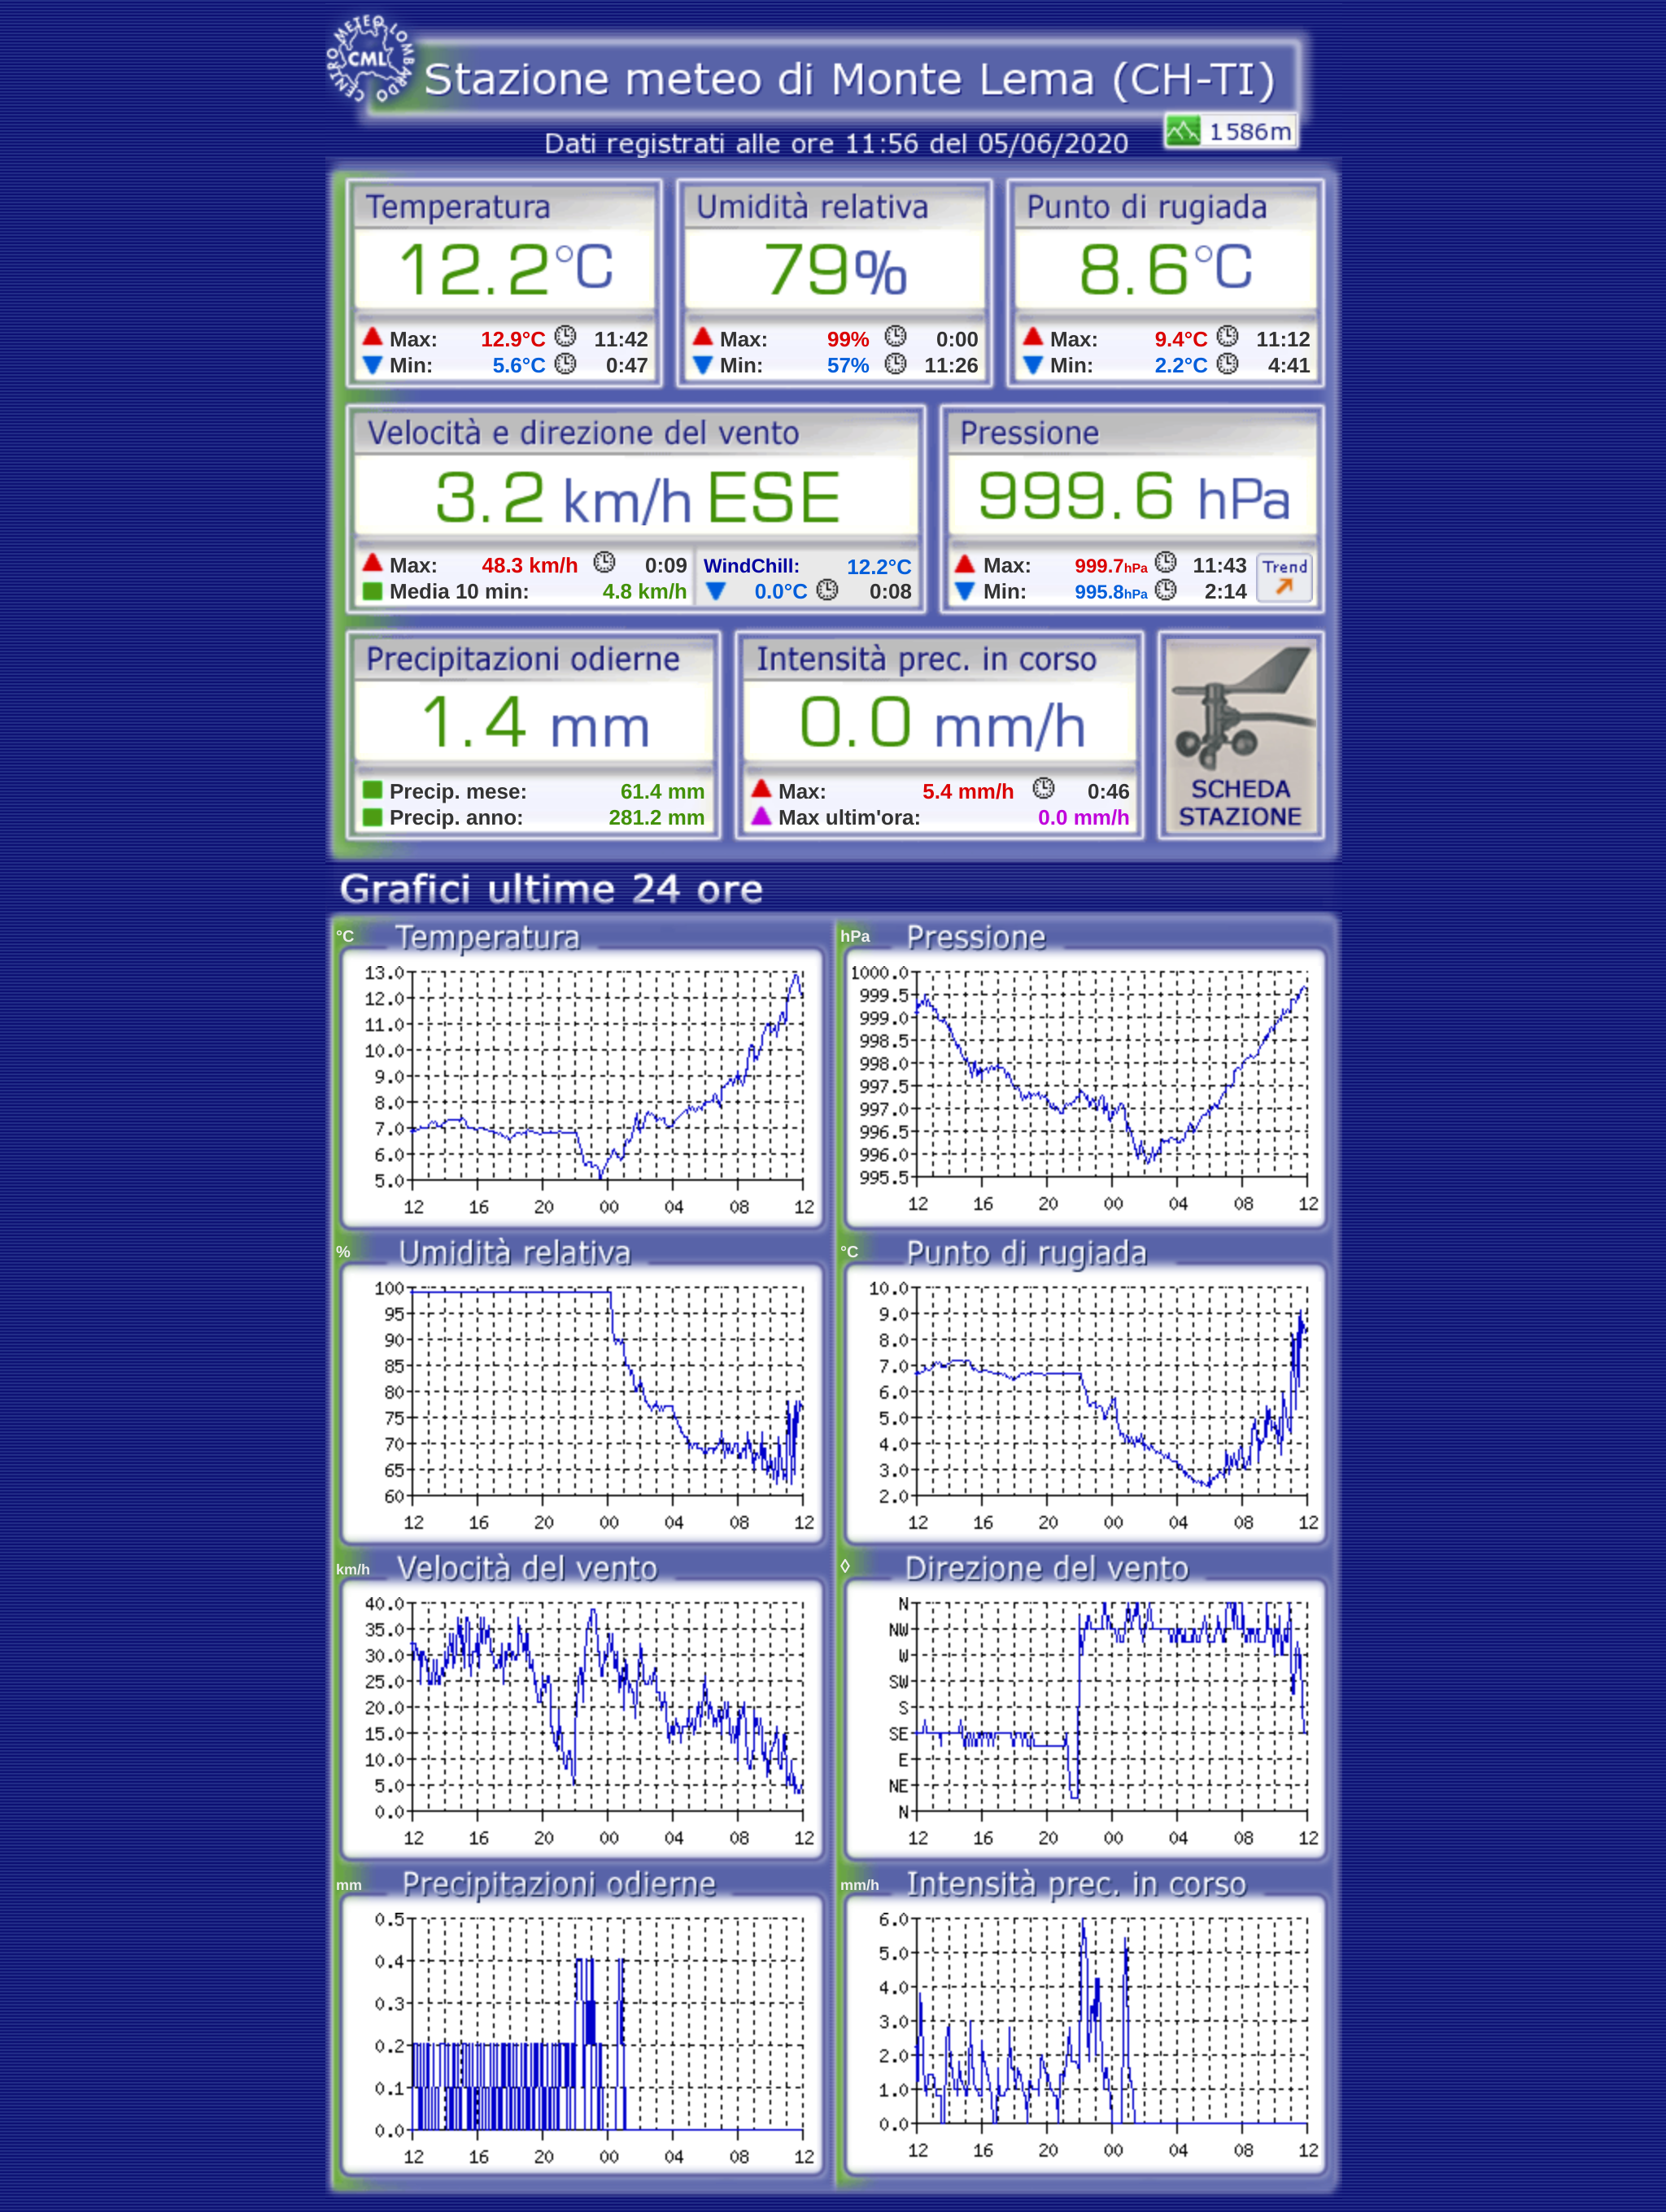 CENTRO METEO LOMBARDO
CML
Stazione meteo di Monte Lema (CH-TI)
1586m
Dati registrati alle ore 11:56 del 05/06/2020
Temperatura
12.2°C
Max: 12.9°C 11:42
Min: 5.6°C 0:47
Umidità relativa
79%
Max: 99% 0:00
Min: 57% 11:26
Punto di rugiada
8.6°C
Max: 9.4°C 11:12
Min: 2.2°C 4:41
Velocità e direzione del vento
3.2 km/h ESE
Max: 48.3 km/h 0:09
Media 10 min: 4.8 km/h
WindChill: 12.2°C
0.0°C 0:08
Pressione
999.6 hPa
Max: 999.7hPa 11:43
Min: 995.8hPa 2:14
Trend
Precipitazioni odierne
1.4 mm
Precip. mese: 61.4 mm
Precip. anno: 281.2 mm
Intensità prec. in corso
0.0 mm/h
Max: 5.4 mm/h 0:46
Max ultim'ora: 0.0 mm/h
SCHEDA
STAZIONE
Grafici ultime 24 ore
°C Temperatura
13.0
12.0
11.0
10.0
9.0
8.0
7.0
6.0
5.0
12 16 20 00 04 08 12
hPa Pressione
1000.0
999.5
999.0
998.5
998.0
997.5
997.0
996.5
996.0
995.5
12 16 20 00 04 08 12
% Umidità relativa
100
95
90
85
80
75
70
65
60
12 16 20 00 04 08 12
°C Punto di rugiada
10.0
9.0
8.0
7.0
6.0
5.0
4.0
3.0
2.0
12 16 20 00 04 08 12
km/h Velocità del vento
40.0
35.0
30.0
25.0
20.0
15.0
10.0
5.0
0.0
12 16 20 00 04 08 12
◊ Direzione del vento
N
NW
W
SW
S
SE
E
NE
N
12 16 20 00 04 08 12
mm Precipitazioni odierne
0.5
0.4
0.3
0.2
0.1
0.0
12 16 20 00 04 08 12
mm/h Intensità prec. in corso
6.0
5.0
4.0
3.0
2.0
1.0
0.0
12 16 20 00 04 08 12